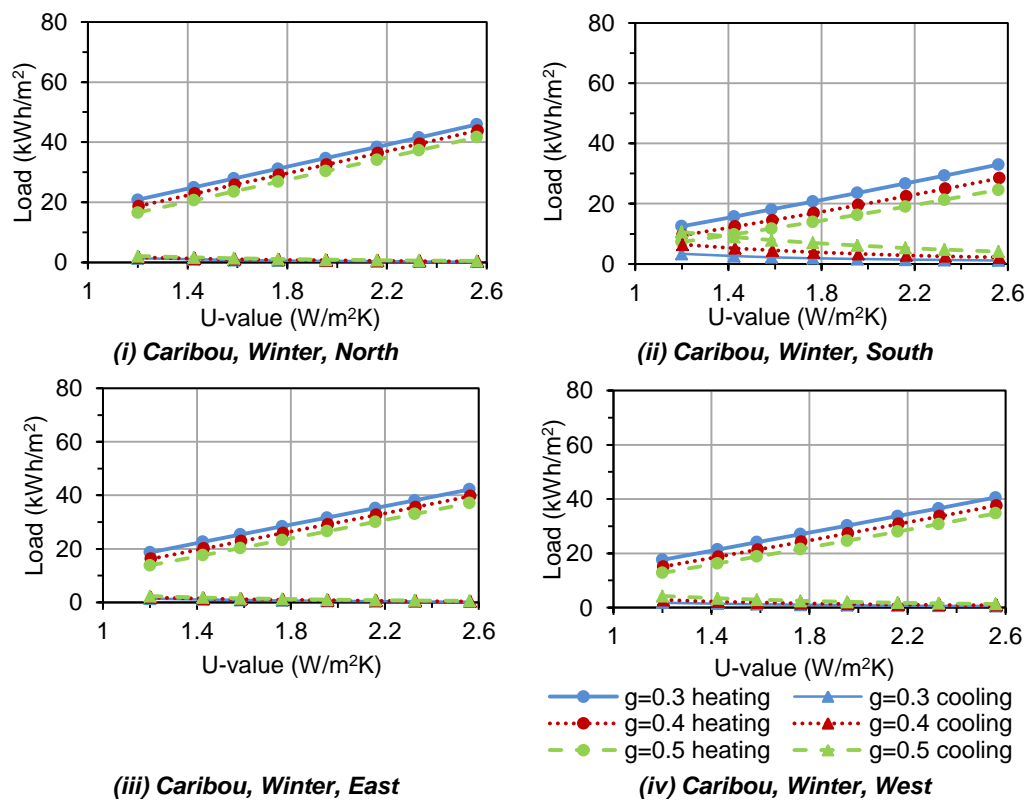 80
60
40
20
0
Load (kWh/m²)
1
1.4
1.8
2.2
2.6
U-value (W/m²K)
(i) Caribou, Winter, North
80
60
40
20
0
Load (kWh/m²)
1
1.4
1.8
2.2
2.6
U-value (W/m²K)
(ii) Caribou, Winter, South
80
60
40
20
0
Load (kWh/m²)
1
1.4
1.8
2.2
2.6
U-value (W/m²K)
(iii) Caribou, Winter, East
80
60
40
20
0
Load (kWh/m²)
1
1.4
1.8
2.2
2.6
U-value (W/m²K)
g=0.3 heating
g=0.3 cooling
g=0.4 heating
g=0.4 cooling
g=0.5 heating
g=0.5 cooling
(iv) Caribou, Winter, West